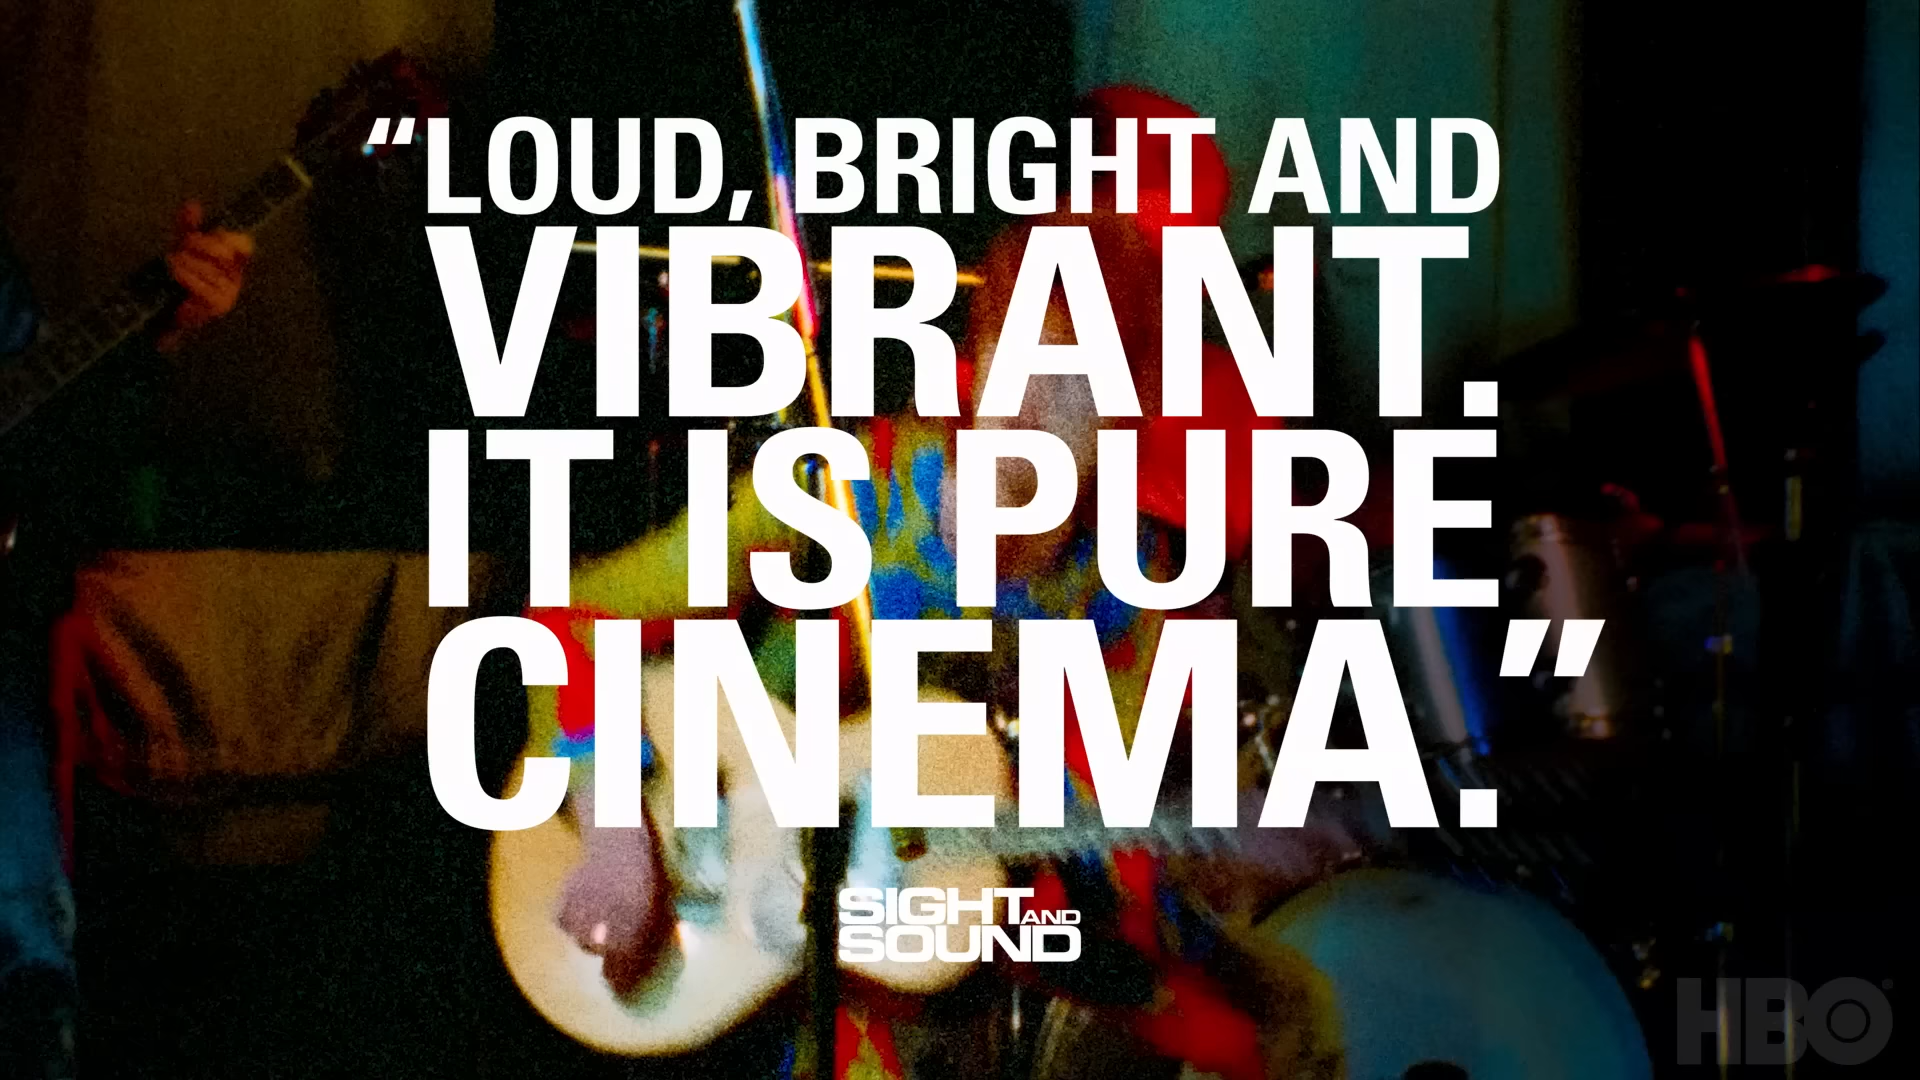 “LOUD, BRIGHT AND
VIBRANT.
IT IS PURE
CINEMA.”
SIGHT AND
SOUND
HBO®